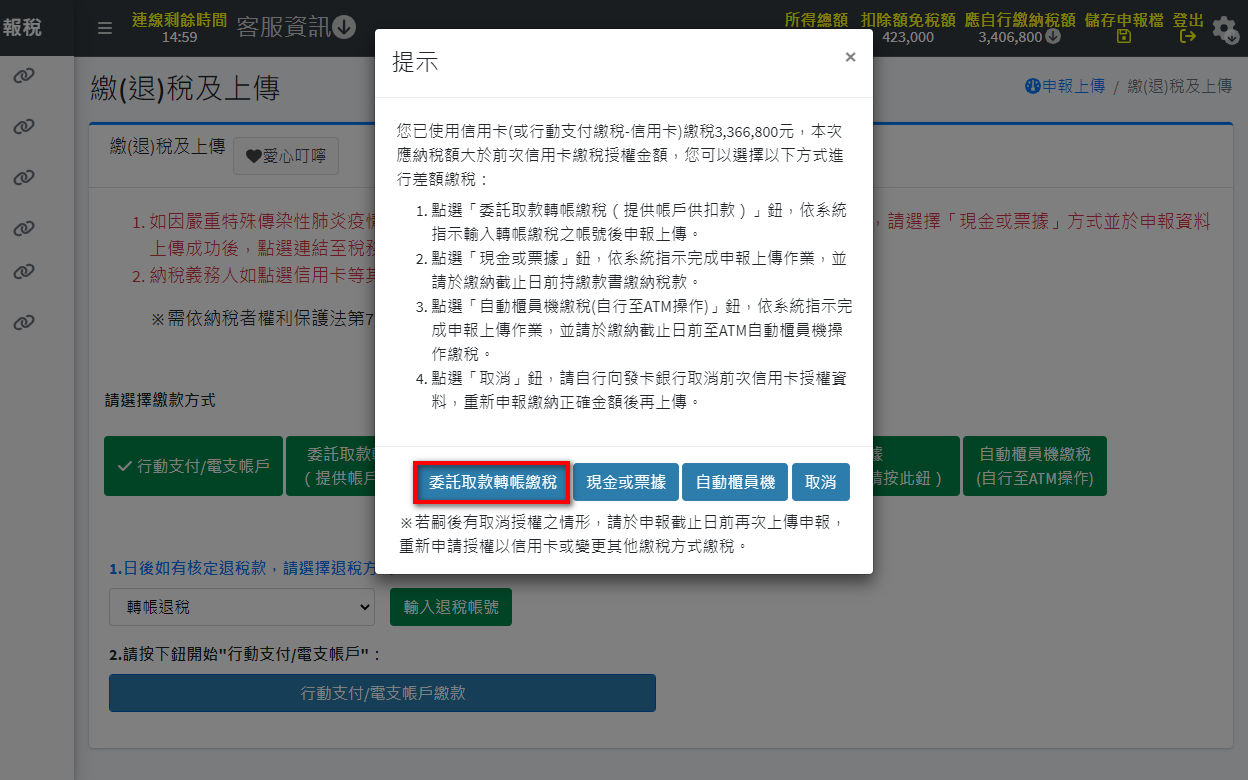 報稅
連線剩餘時間
14:59
客服資訊
所得總額
扣除額免稅額
423,000
應自行繳納稅額
3,406,800
儲存申報檔
登出
繳(退)稅及上傳
申報上傳 / 繳(退)稅及上傳
繳(退)稅及上傳
愛心叮嚀
1. 如因嚴重特殊傳染性肺炎疫情
，請選擇「現金或票據」方式並於申報資料
上傳成功後，點選連結至稅務
2. 納稅義務人如點選信用卡等其
※需依納稅者權利保護法第7
請選擇繳款方式
行動支付/電支帳戶
委託取款轉
（提供帳戶
據
請按此鈕）
自動櫃員機繳稅
(自行至ATM操作)
提示
×
您已使用信用卡(或行動支付繳稅-信用卡)繳稅3,366,800元，本次
應納稅額大於前次信用卡繳稅授權金額，您可以選擇以下方式進
行差額繳稅：
1. 點選「委託取款轉帳繳稅（提供帳戶供扣款）」鈕，依系統
指示輸入轉帳繳稅之帳號後申報上傳。
2. 點選「現金或票據」鈕，依系統指示完成申報上傳作業，並
請於繳納截止日前持繳款書繳納稅款。
3. 點選「自動櫃員機繳稅(自行至ATM操作)」鈕，依系統指示完
成申報上傳作業，並請於繳納截止日前至ATM自動櫃員機操
作繳稅。
4. 點選「取消」鈕，請自行向發卡銀行取消前次信用卡授權資
料，重新申報繳納正確金額後再上傳。
委託取款轉帳繳稅
現金或票據
自動櫃員機
取消
※若嗣後有取消授權之情形，請於申報截止日前再次上傳申報，
重新申請授權以信用卡或變更其他繳稅方式繳稅。
1.日後如有核定退稅款，請選擇退稅方
轉帳退稅
輸入退稅帳號
2.請按下鈕開始"行動支付/電支帳戶"：
行動支付/電支帳戶繳款